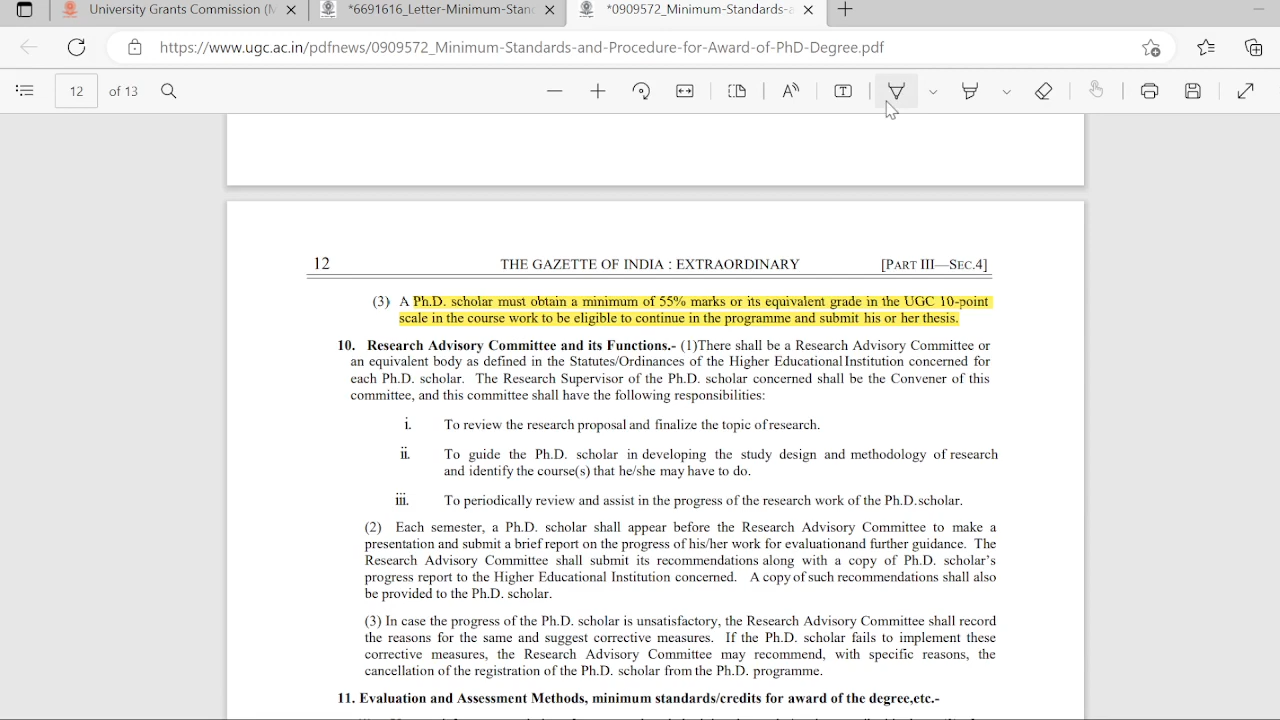 University Grants Commission (M
*6691616_Letter-Minimum-Stan
*0909572_Minimum-Standards-a
https://www.ugc.ac.in/pdfnews/0909572_Minimum-Standards-and-Procedure-for-Award-of-PhD-Degree.pdf
12 of 13
12 THE GAZETTE OF INDIA : EXTRAORDINARY [PART III—SEC.4]
(3) A Ph.D. scholar must obtain a minimum of 55% marks or its equivalent grade in the UGC 10-point
scale in the course work to be eligible to continue in the programme and submit his or her thesis.
10. Research Advisory Committee and its Functions.- (1)There shall be a Research Advisory Committee or
an equivalent body as defined in the Statutes/Ordinances of the Higher Educational Institution concerned for
each Ph.D. scholar. The Research Supervisor of the Ph.D. scholar concerned shall be the Convener of this
committee, and this committee shall have the following responsibilities:
i. To review the research proposal and finalize the topic of research.
ii. To guide the Ph.D. scholar in developing the study design and methodology of research
and identify the course(s) that he/she may have to do.
iii. To periodically review and assist in the progress of the research work of the Ph.D.scholar.
(2) Each semester, a Ph.D. scholar shall appear before the Research Advisory Committee to make a
presentation and submit a brief report on the progress of his/her work for evaluationand further guidance. The
Research Advisory Committee shall submit its recommendations along with a copy of Ph.D. scholar's
progress report to the Higher Educational Institution concerned. A copy of such recommendations shall also
be provided to the Ph.D. scholar.
(3) In case the progress of the Ph.D. scholar is unsatisfactory, the Research Advisory Committee shall record
the reasons for the same and suggest corrective measures. If the Ph.D. scholar fails to implement these
corrective measures, the Research Advisory Committee may recommend, with specific reasons, the
cancellation of the registration of the Ph.D. scholar from the Ph.D. programme.
11. Evaluation and Assessment Methods, minimum standards/credits for award of the degree,etc.-